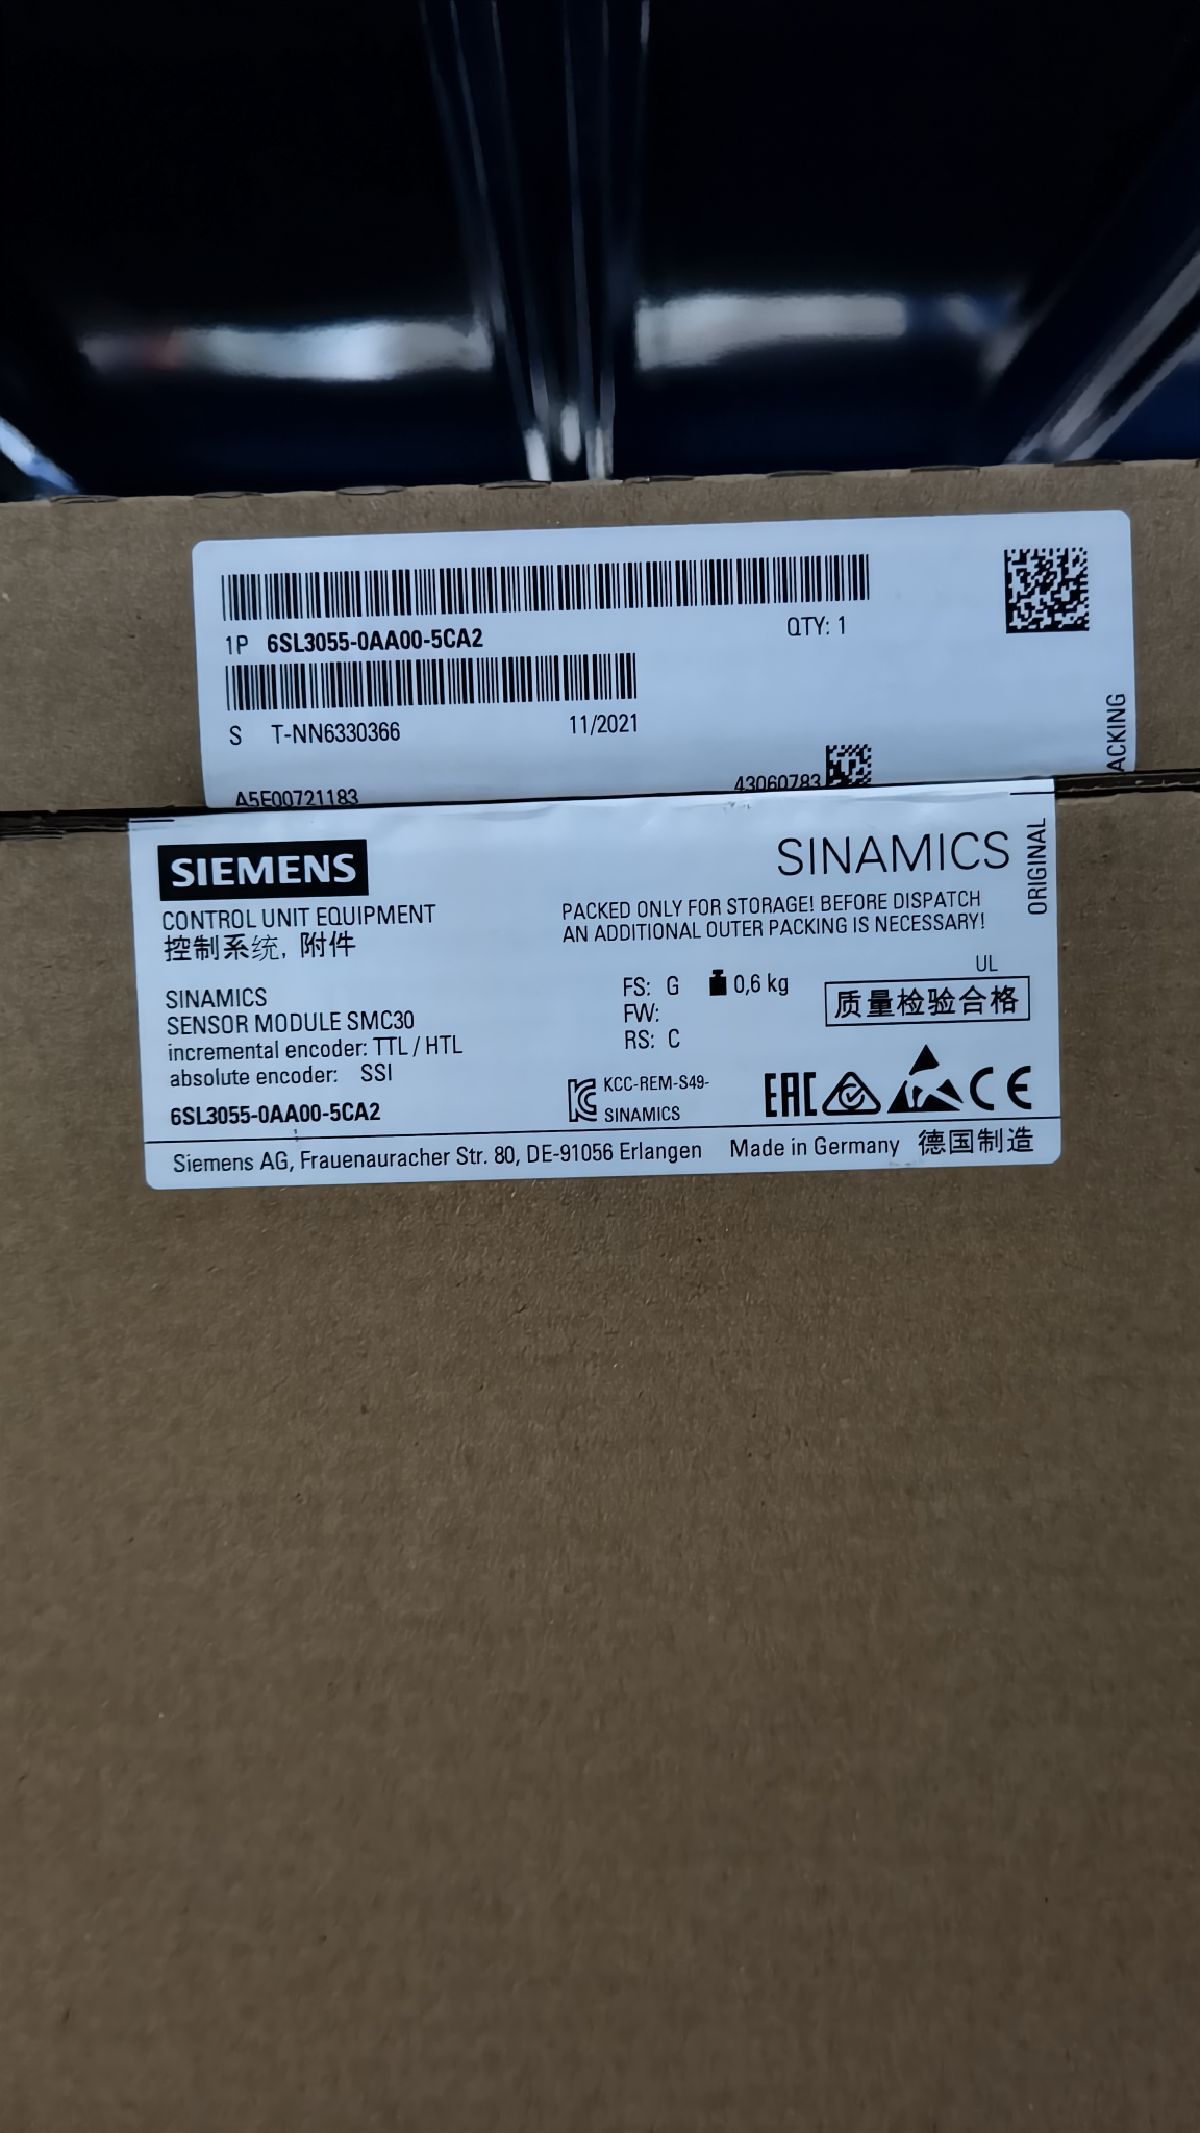 1P 6SL3055-0AA00-5CA2
QTY: 1
S T-NN6330366
11/2021
A5E00721183
43060783
ORIGINAL
ACKING
SIEMENS
SINAMICS
CONTROL UNIT EQUIPMENT
控制系统, 附件
PACKED ONLY FOR STORAGE! BEFORE DISPATCH
AN ADDITIONAL OUTER PACKING IS NECESSARY!
SINAMICS
SENSOR MODULE SMC30
incremental encoder: TTL / HTL
absolute encoder: SSI
6SL3055-0AA00-5CA2
FS: G 0,6 kg
FW:
RS: C
UL
质量检验合格
KCC-REM-S49-
SINAMICS
EAC
CE
Siemens AG, Frauenauracher Str. 80, DE-91056 Erlangen Made in Germany 德国制造